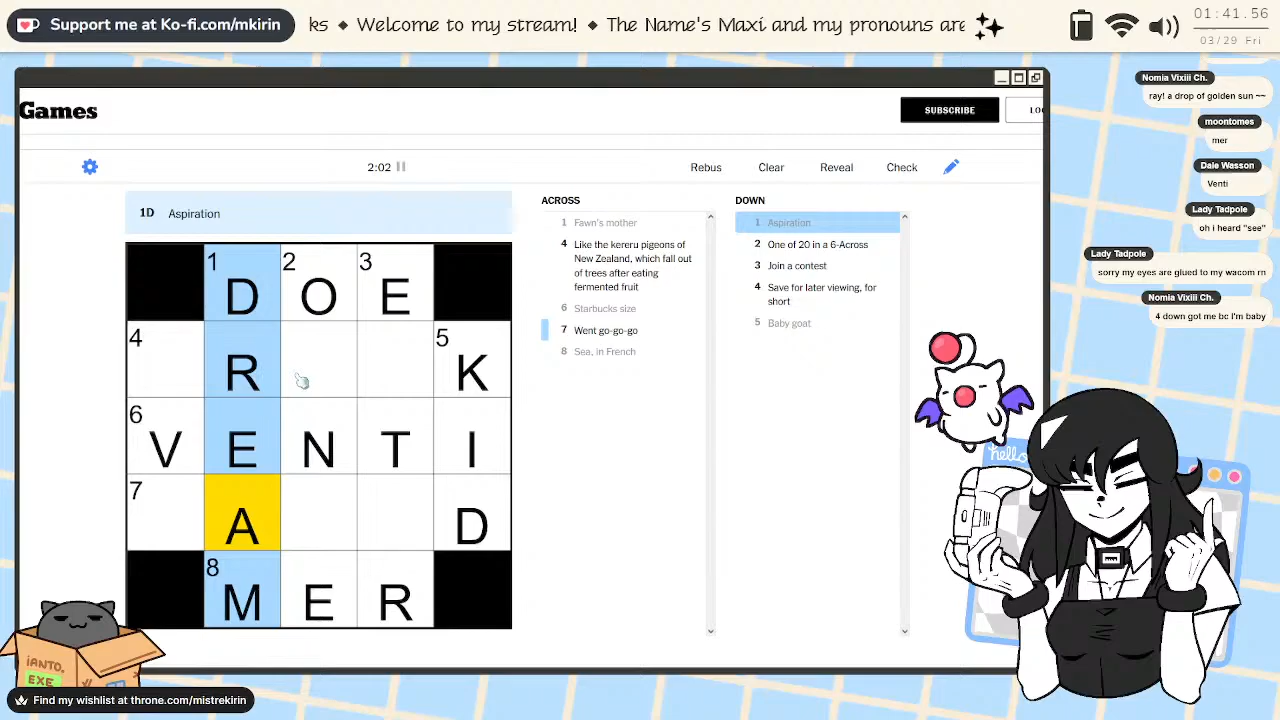 Support me at Ko-fi.com/mkirin
ks ◆ Welcome to my stream! ◆ The Name's Maxi and my pronouns are
01:41.56
03/29 Fri
Games
SUBSCRIBE
2:02
Rebus
Clear
Reveal
Check
1D Aspiration
1 D
2 O
3 E
4
R
5 K
6 V
E
N
T
I
7
A
D
8 M
E
R
ACROSS
1 Fawn's mother
4 Like the kereru pigeons of
New Zealand, which fall out
of trees after eating
fermented fruit
6 Starbucks size
7 Went go-go-go
8 Sea, in French
DOWN
1 Aspiration
2 One of 20 in a 6-Across
3 Join a contest
4 Save for later viewing, for
short
5 Baby goat
Nomia Vixiii Ch.
ray! a drop of golden sun ~~
moontomes
mer
Dale Wasson
Venti
Lady Tadpole
oh i heard "see"
Lady Tadpole
sorry my eyes are glued to my wacom rn
Nomia Vixiii Ch.
4 down got me bc i'm baby
hello
iANTO.
EXE
Find my wishlist at throne.com/mistrekirin